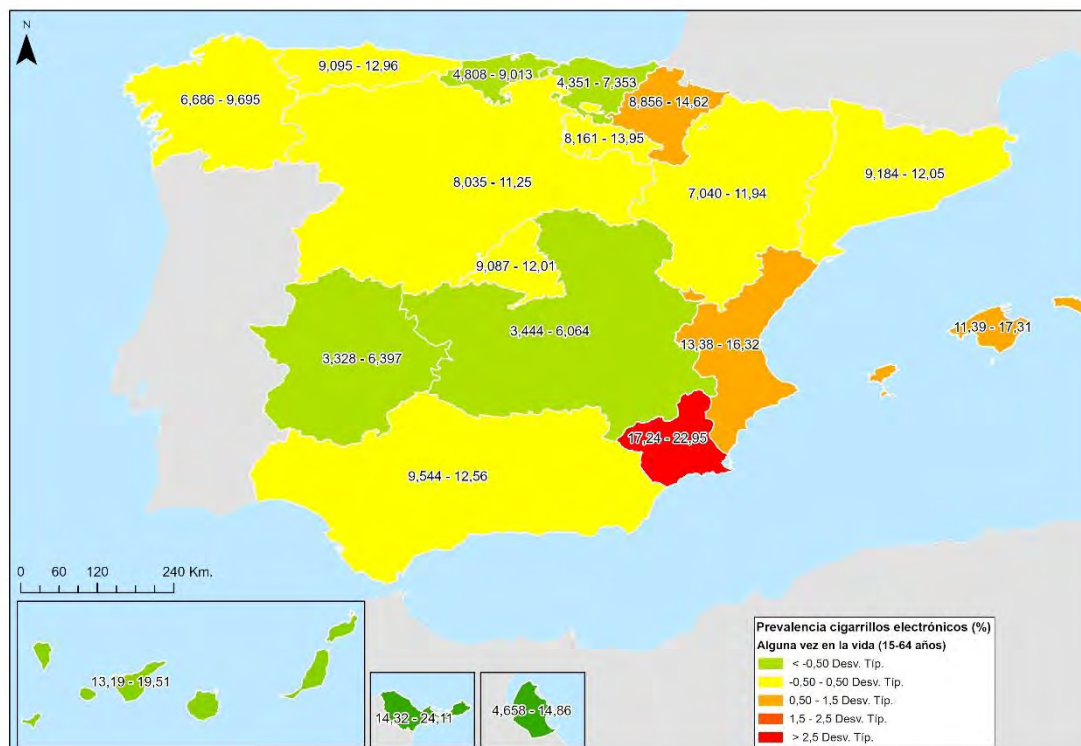 N
9,095 - 12,96
4,808 - 9,013
4,351 - 7,353
6,686 - 9,695
8,856 - 14,62
8,161 - 13,95
9,184 - 12,05
8,035 - 11,25
7,040 - 11,94
9,087 - 12,01
3,444 - 6,064
11,39 - 17,31
13,38 - 16,32
3,328 - 6,397
17,24 - 22,95
9,544 - 12,56
0 60 120 240 Km.
13,19 - 19,51
14,32 - 24,11
4,658 - 14,86
Prevalencia cigarrillos electrónicos (%)
Alguna vez en la vida (15-64 años)
< -0,50 Desv. Típ.
-0,50 - 0,50 Desv. Típ.
0,50 - 1,5 Desv. Típ.
1,5 - 2,5 Desv. Típ.
> 2,5 Desv. Típ.